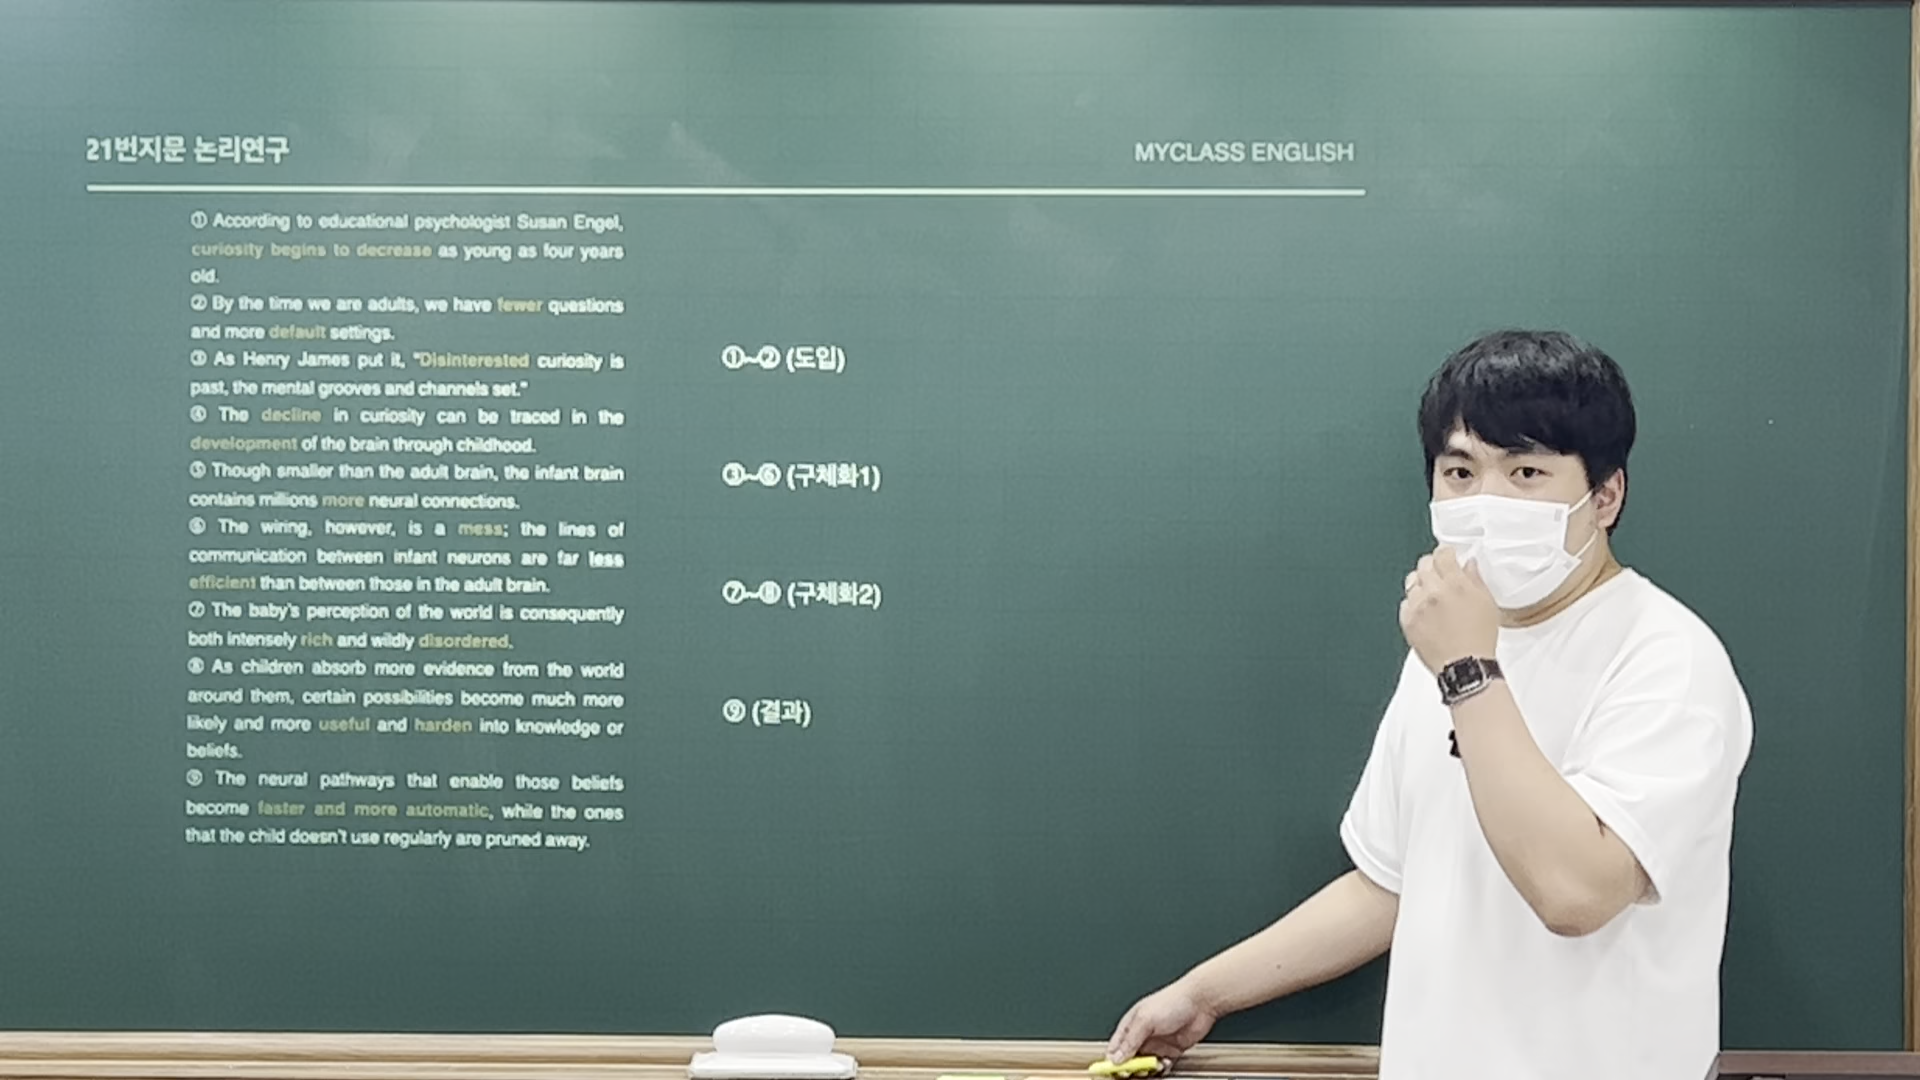 21번지문 논리연구
MYCLASS ENGLISH
① According to educational psychologist Susan Engel,
curiosity begins to decrease as young as four years
old.
② By the time we are adults, we have fewer questions
and more default settings.
③ As Henry James put it, "Disinterested curiosity is
past, the mental grooves and channels set."
④ The decline in curiosity can be traced in the
development of the brain through childhood.
⑤ Though smaller than the adult brain, the infant brain
contains millions more neural connections.
⑥ The wiring, however, is a mess; the lines of
communication between infant neurons are far less
efficient than between those in the adult brain.
⑦ The baby's perception of the world is consequently
both intensely rich and wildly disordered.
⑧ As children absorb more evidence from the world
around them, certain possibilities become much more
likely and more useful and harden into knowledge or
beliefs.
⑨ The neural pathways that enable those beliefs
become faster and more automatic, while the ones
that the child doesn't use regularly are pruned away.
①~② (도입)
③~⑥ (구체화1)
⑦~⑧ (구체화2)
⑨ (결과)